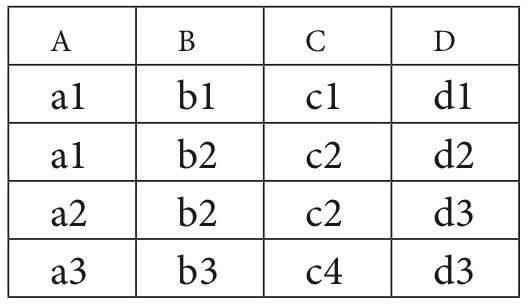 A B C D
a1 b1 c1 d1
a1 b2 c2 d2
a2 b2 c2 d3
a3 b3 c4 d3